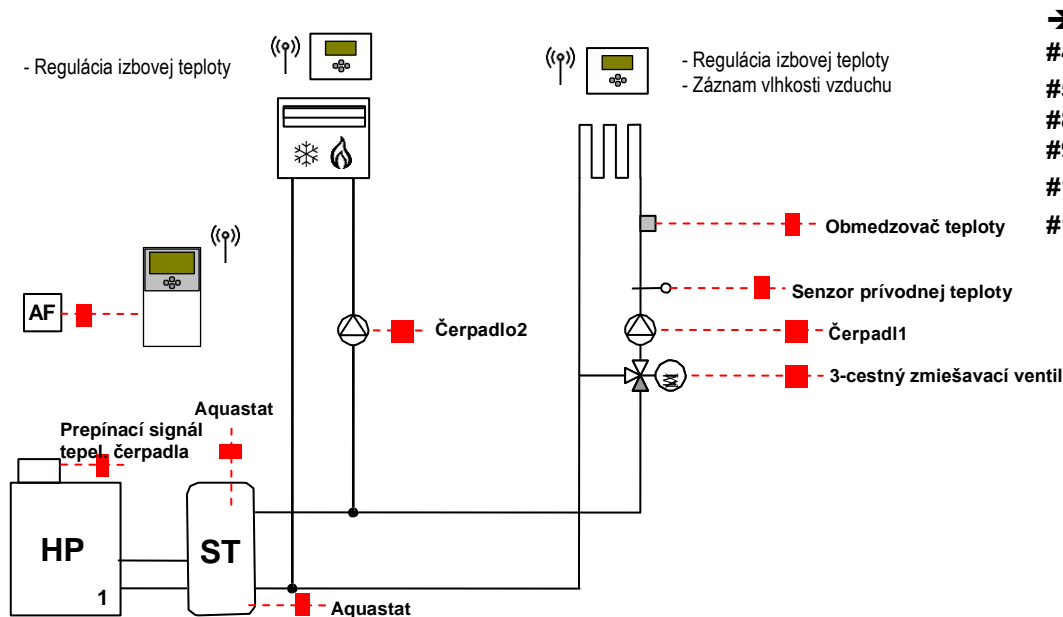 - Regulácia izbovej teploty
- Regulácia izbovej teploty
- Záznam vlhkosti vzduchu
Obmedzovač teploty
Senzor prívodnej teploty
AF
Čerpadlo2
Čerpadl1
3-cestný zmiešavací ventil
Aquastat
Prepínací signál
tepel. čerpadla
HP
1
ST
Aquastat